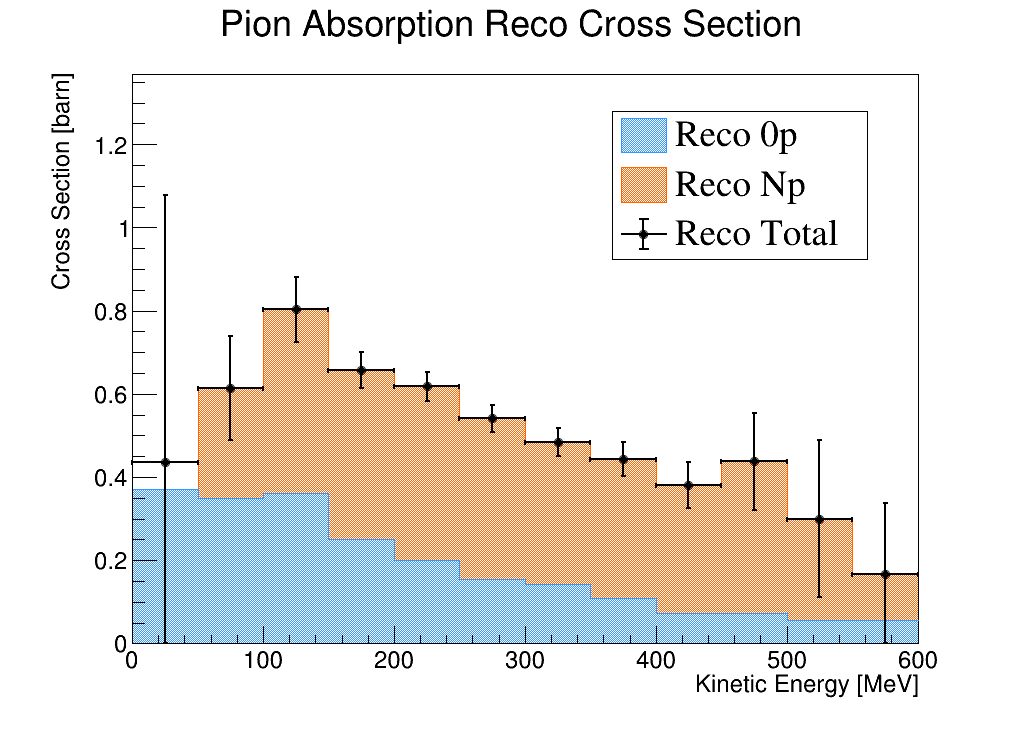 Pion Absorption Reco Cross Section
Cross Section [barn]
1.2
1
0.8
0.6
0.4
0.2
0
Reco 0p
Reco Np
Reco Total
0 100 200 300 400 500 600
Kinetic Energy [MeV]